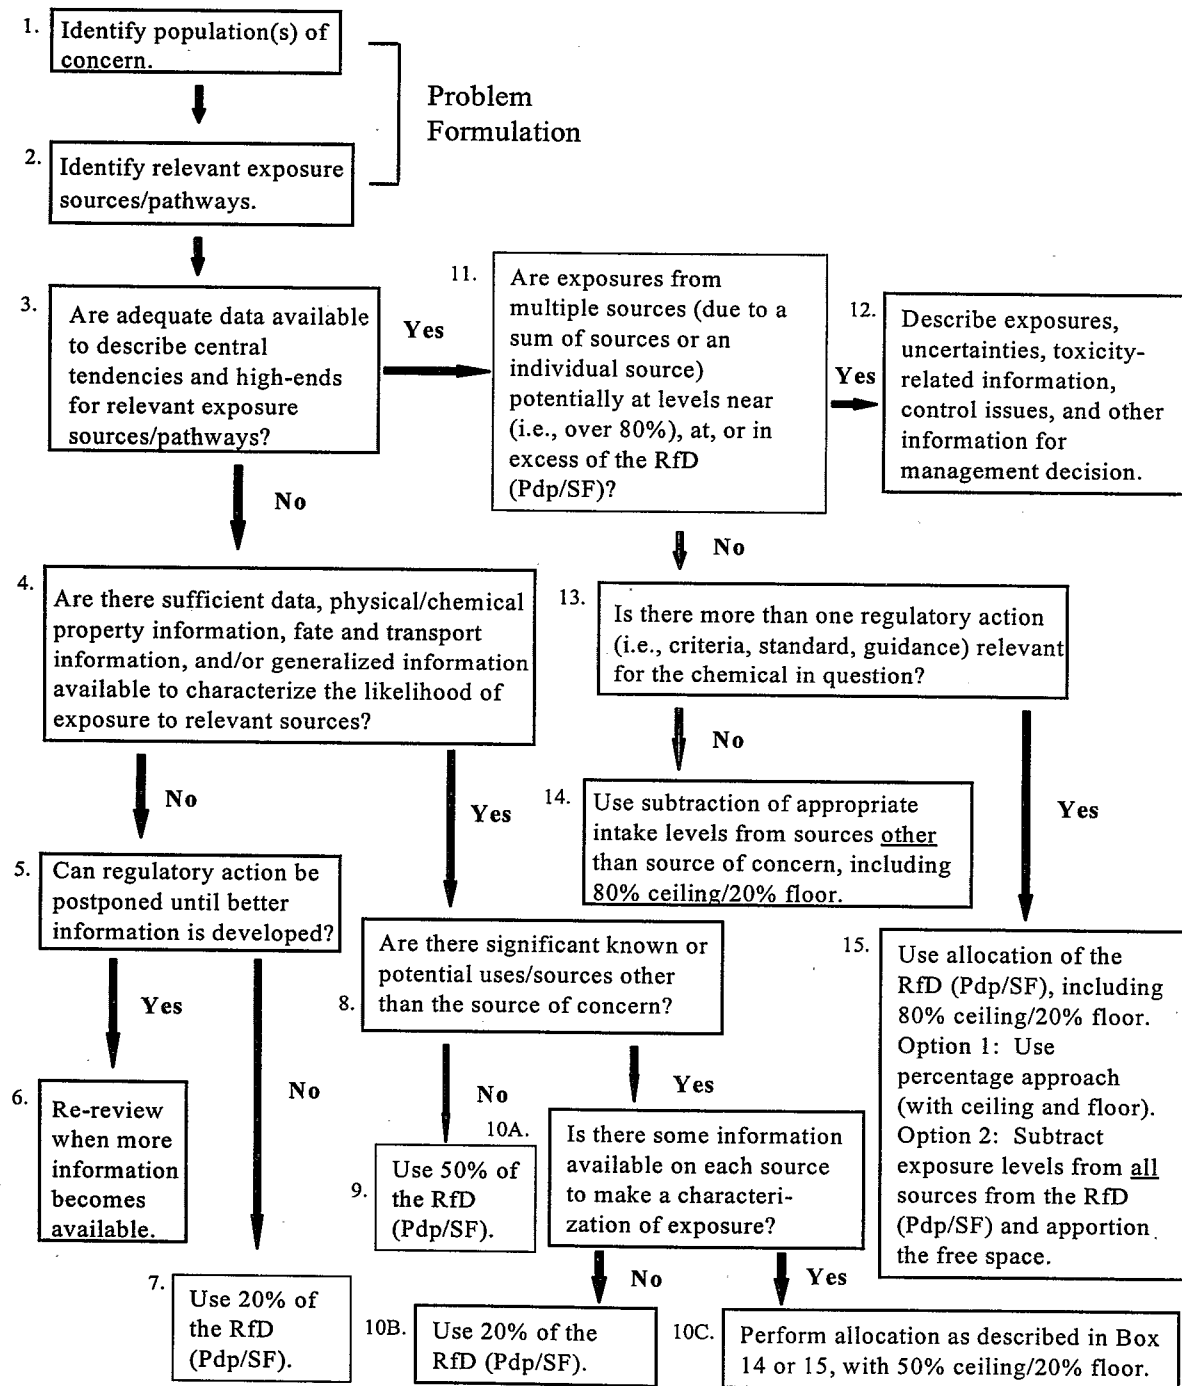 1.
Identify population(s) of
concern.
Problem
Formulation
2.
Identify relevant exposure
sources/pathways.
3.
Are adequate data available
to describe central
tendencies and high-ends
for relevant exposure
sources/pathways?
Yes
No
11.
Are exposures from
multiple sources (due to a
sum of sources or an
individual source)
potentially at levels near
(i.e., over 80%), at, or in
excess of the RfD
(Pdp/SF)?
Yes
No
12.
Describe exposures,
uncertainties, toxicity-
related information,
control issues, and other
information for
management decision.
4.
Are there sufficient data, physical/chemical
property information, fate and transport
information, and/or generalized information
available to characterize the likelihood of
exposure to relevant sources?
No
Yes
13.
Is there more than one regulatory action
(i.e., criteria, standard, guidance) relevant
for the chemical in question?
No
Yes
14.
Use subtraction of appropriate
intake levels from sources other
than source of concern, including
80% ceiling/20% floor.
5.
Can regulatory action be
postponed until better
information is developed?
Yes
No
6.
Re-review
when more
information
becomes
available.
7.
Use 20% of
the RfD
(Pdp/SF).
8.
Are there significant known or
potential uses/sources other
than the source of concern?
No
Yes
9.
Use 50% of
the RfD
(Pdp/SF).
10A.
Is there some information
available on each source
to make a characteri-
zation of exposure?
No
Yes
10B.
Use 20% of the
RfD (Pdp/SF).
10C.
Perform allocation as described in Box
14 or 15, with 50% ceiling/20% floor.
15.
Use allocation of the
RfD (Pdp/SF), including
80% ceiling/20% floor.
Option 1: Use
percentage approach
(with ceiling and floor).
Option 2: Subtract
exposure levels from all
sources from the RfD
(Pdp/SF) and apportion
the free space.